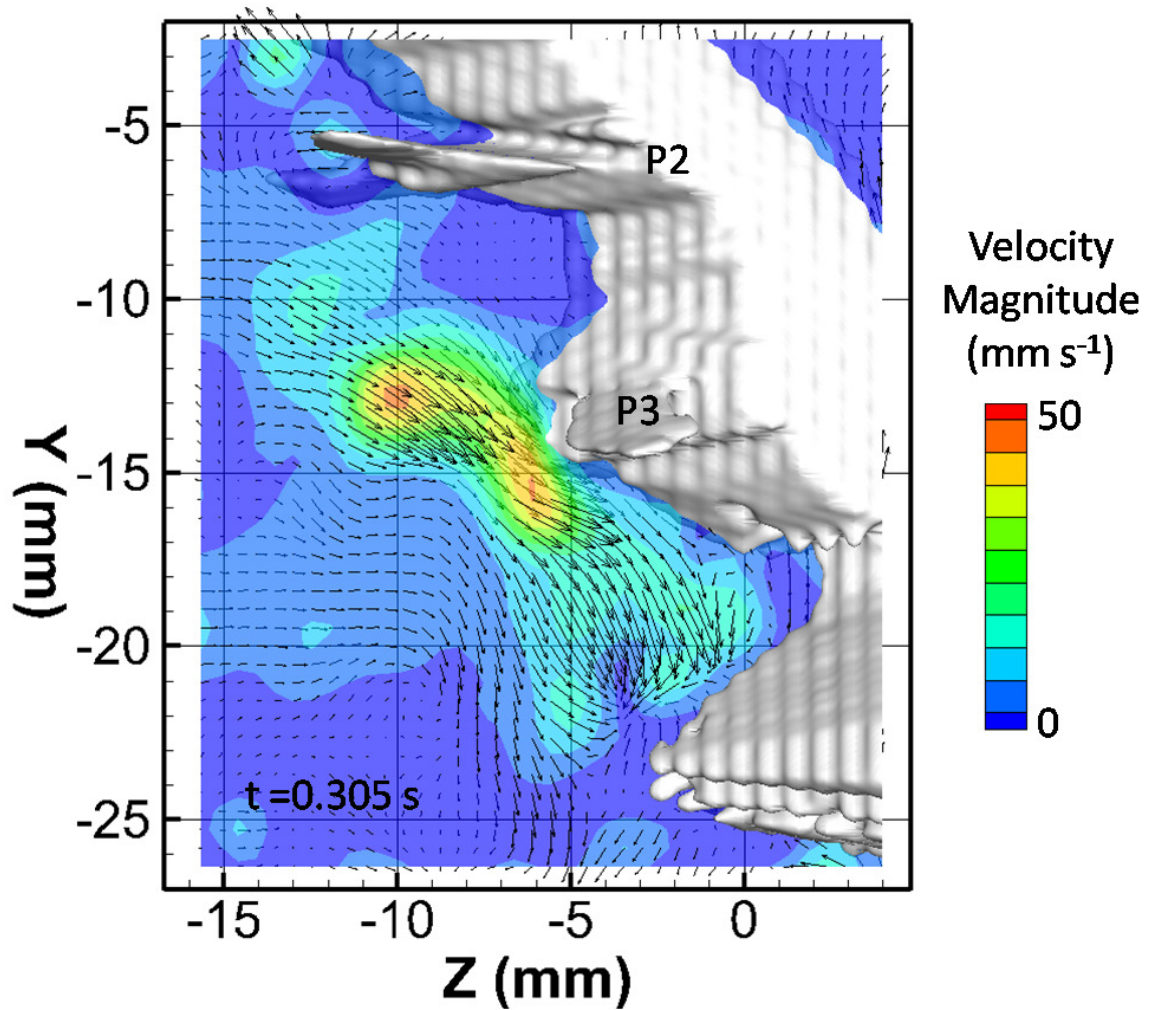 P2
P3
t =0.305 s
-5
-10
-15
-20
-25
Y (mm)
-15
-10
-5
0
Z (mm)
Velocity
Magnitude
(mm s⁻¹)
50
0